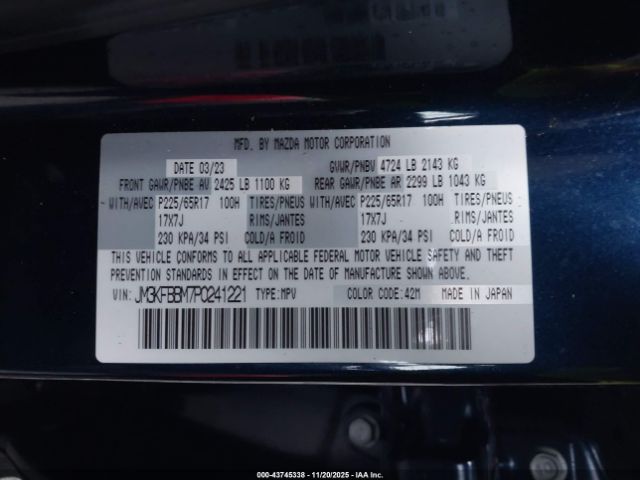 MFD. BY MAZDA MOTOR CORPORATION
DATE 03/23 GVWR/PNBV 4724 LB 2143 KG
FRONT GAWR/PNBE AV 2425 LB 1100 KG REAR GAWR/PNBE AR 2299 LB 1043 KG
WITH/AVEC P225/65R17 100H TIRES/PNEUS WITH/AVEC P225/65R17 100H TIRES/PNEUS
17X7J RIMS/JANTES 17X7J RIMS/JANTES
230 KPA/34 PSI COLD/A FROID 230 KPA/34 PSI COLD/A FROID
THIS VEHICLE CONFORMS TO ALL APPLICABLE FEDERAL MOTOR VEHICLE SAFETY AND THEFT
PREVENTION STANDARDS IN EFFECT ON THE DATE OF MANUFACTURE SHOWN ABOVE.
VIN: JM3KFBBM7P0241221 TYPE:MPV COLOR CODE:42M MADE IN JAPAN
000-43745338 - 11/20/2025 - IAA Inc.